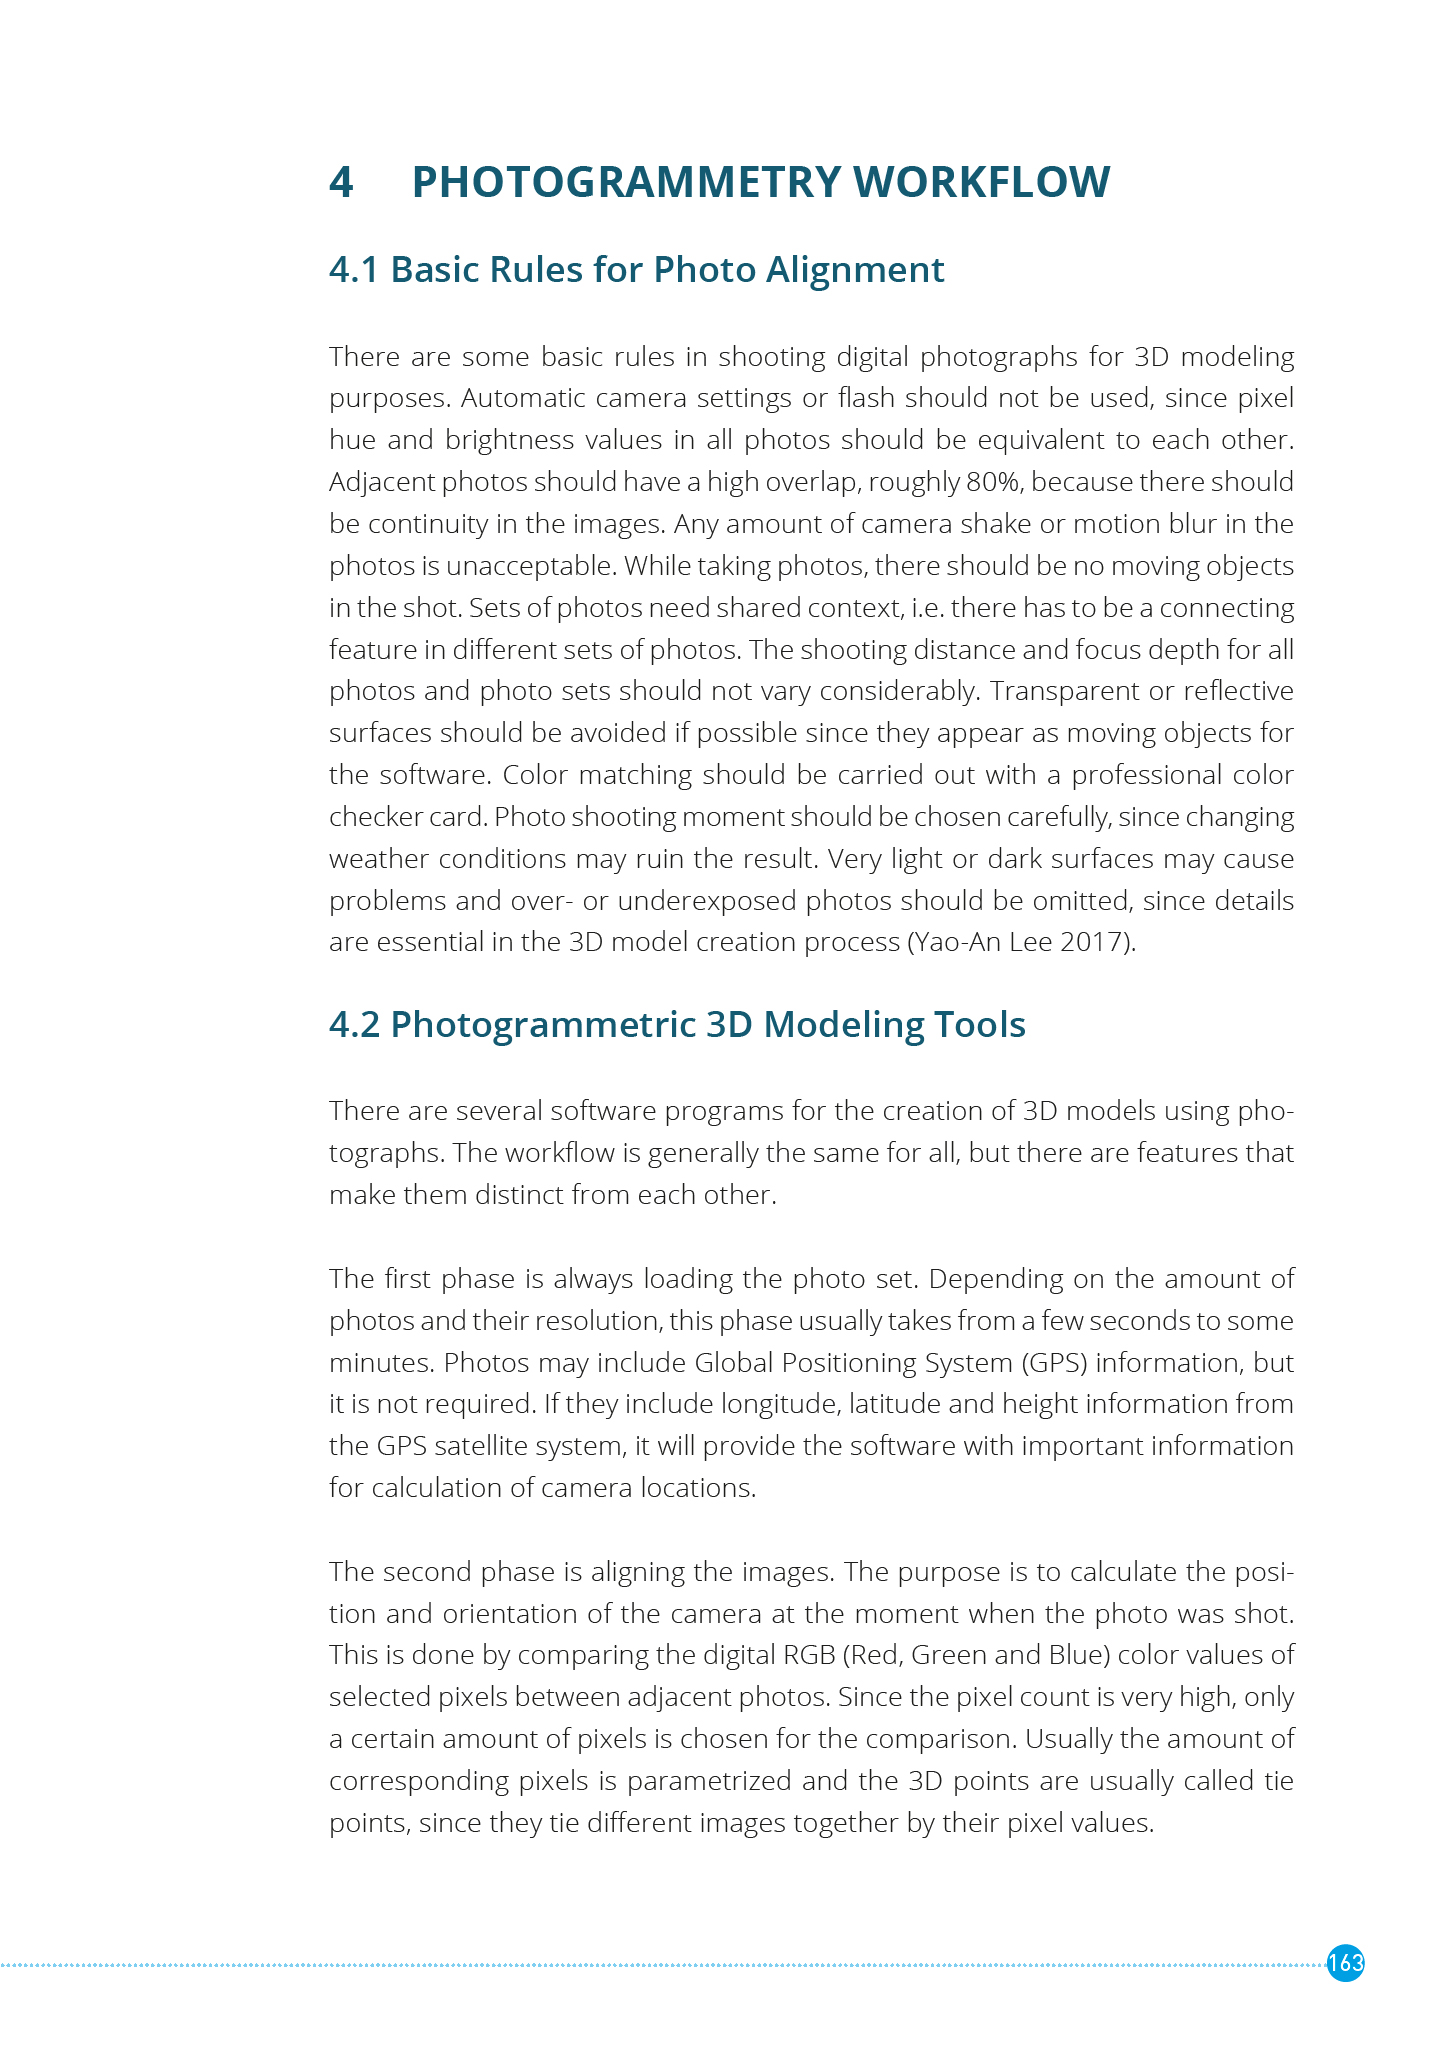 4 PHOTOGRAMMETRY WORKFLOW
4.1 Basic Rules for Photo Alignment
There are some basic rules in shooting digital photographs for 3D modeling
purposes. Automatic camera settings or flash should not be used, since pixel
hue and brightness values in all photos should be equivalent to each other.
Adjacent photos should have a high overlap, roughly 80%, because there should
be continuity in the images. Any amount of camera shake or motion blur in the
photos is unacceptable. While taking photos, there should be no moving objects
in the shot. Sets of photos need shared context, i.e. there has to be a connecting
feature in different sets of photos. The shooting distance and focus depth for all
photos and photo sets should not vary considerably. Transparent or reflective
surfaces should be avoided if possible since they appear as moving objects for
the software. Color matching should be carried out with a professional color
checker card. Photo shooting moment should be chosen carefully, since changing
weather conditions may ruin the result. Very light or dark surfaces may cause
problems and over- or underexposed photos should be omitted, since details
are essential in the 3D model creation process (Yao-An Lee 2017).
4.2 Photogrammetric 3D Modeling Tools
There are several software programs for the creation of 3D models using pho-
tographs. The workflow is generally the same for all, but there are features that
make them distinct from each other.
The first phase is always loading the photo set. Depending on the amount of
photos and their resolution, this phase usually takes from a few seconds to some
minutes. Photos may include Global Positioning System (GPS) information, but
it is not required. If they include longitude, latitude and height information from
the GPS satellite system, it will provide the software with important information
for calculation of camera locations.
The second phase is aligning the images. The purpose is to calculate the posi-
tion and orientation of the camera at the moment when the photo was shot.
This is done by comparing the digital RGB (Red, Green and Blue) color values of
selected pixels between adjacent photos. Since the pixel count is very high, only
a certain amount of pixels is chosen for the comparison. Usually the amount of
corresponding pixels is parametrized and the 3D points are usually called tie
points, since they tie different images together by their pixel values.
163